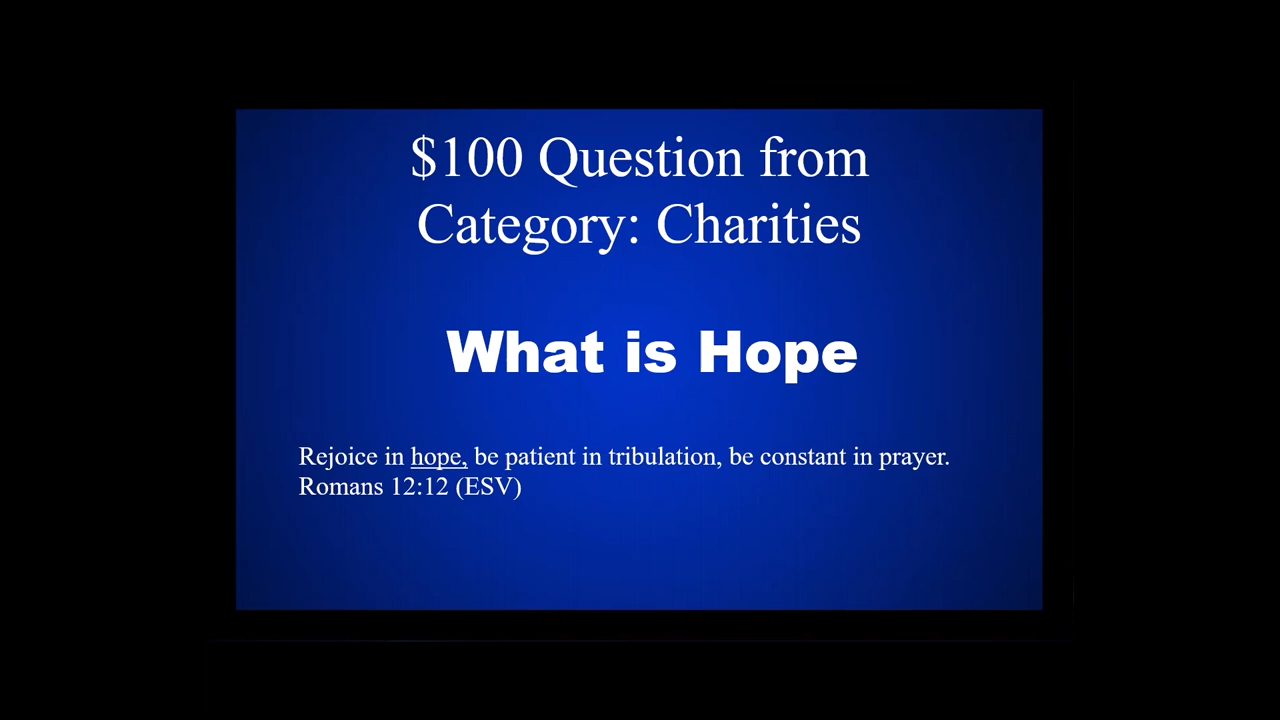 $100 Question from
Category: Charities
What is Hope
Rejoice in hope, be patient in tribulation, be constant in prayer.
Romans 12:12 (ESV)